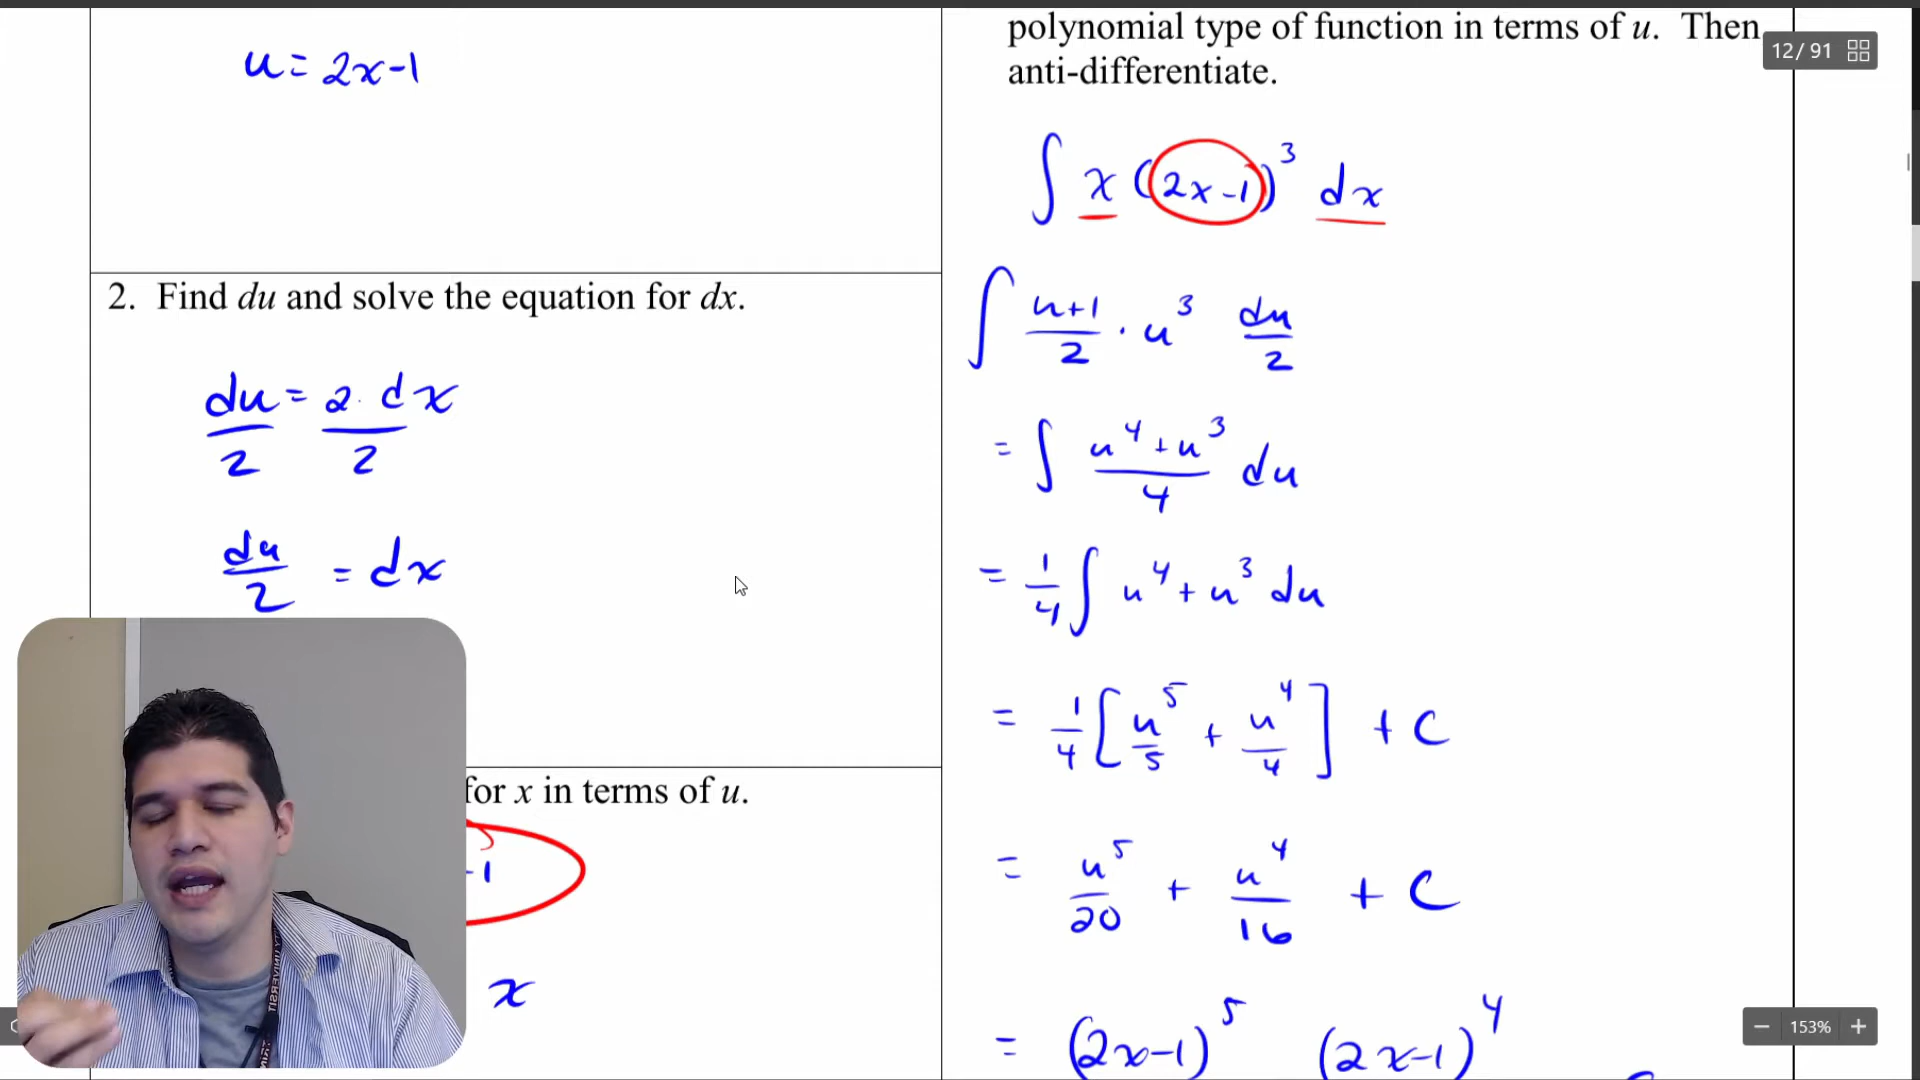 u = 2x-1
2. Find du and solve the equation for dx.
du/2 = 2·dx/2
du/2 = dx
for x in terms of u.
-1
x
polynomial type of function in terms of u. Then
anti-differentiate.
∫ x (2x-1)^3 dx
∫ (u+1)/2 · u^3 du/2
= ∫ (u^4+u^3)/4 du
= 1/4 ∫ u^4 + u^3 du
= 1/4 [u^5/5 + u^4/4] + C
= u^5/20 + u^4/16 + C
= (2x-1)^5 (2x-1)^4
12/ 91
153%